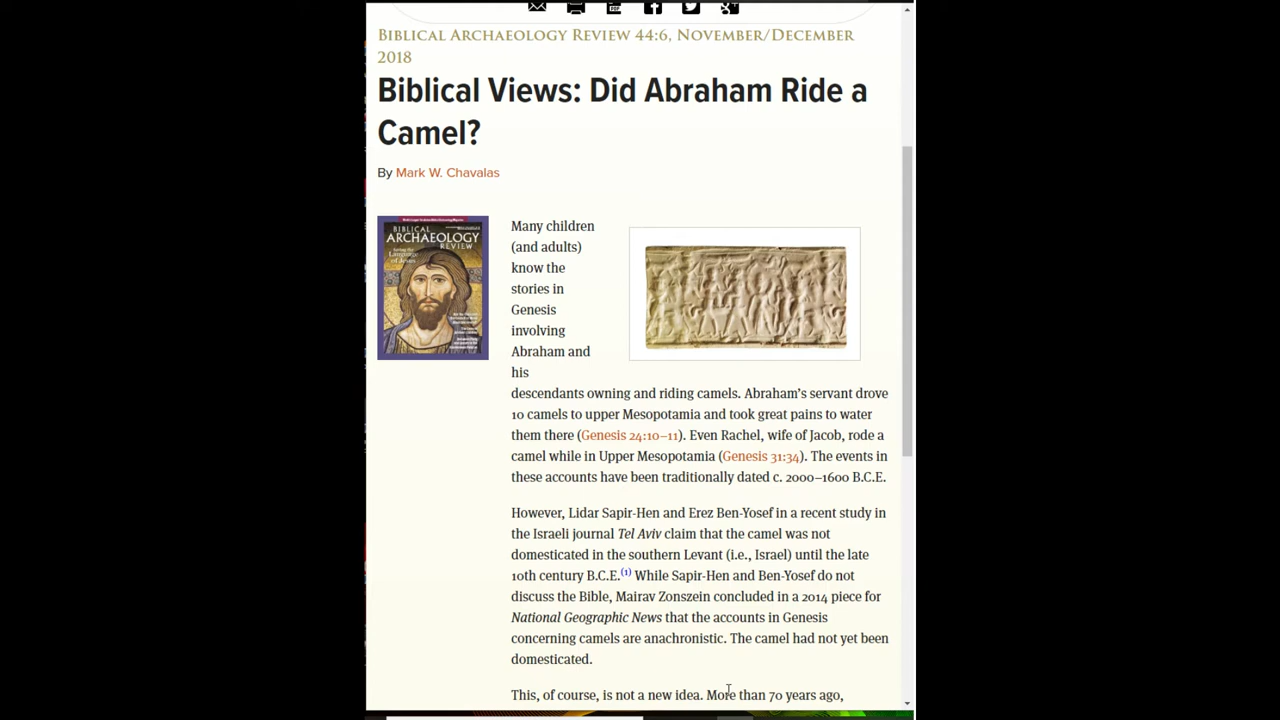 BIBLICAL ARCHAEOLOGY REVIEW 44:6, NOVEMBER/DECEMBER
2018
Biblical Views: Did Abraham Ride a
Camel?
By Mark W. Chavalas
BIBLICAL
ARCHAEOLOGY
REVIEW
Many children
(and adults)
know the
stories in
Genesis
involving
Abraham and
his
descendants owning and riding camels. Abraham's servant drove
10 camels to upper Mesopotamia and took great pains to water
them there (Genesis 24:10–11). Even Rachel, wife of Jacob, rode a
camel while in Upper Mesopotamia (Genesis 31:34). The events in
these accounts have been traditionally dated c. 2000–1600 B.C.E.
However, Lidar Sapir-Hen and Erez Ben-Yosef in a recent study in
the Israeli journal Tel Aviv claim that the camel was not
domesticated in the southern Levant (i.e., Israel) until the late
10th century B.C.E.(1) While Sapir-Hen and Ben-Yosef do not
discuss the Bible, Mairav Zonszein concluded in a 2014 piece for
National Geographic News that the accounts in Genesis
concerning camels are anachronistic. The camel had not yet been
domesticated.
This, of course, is not a new idea. More than 70 years ago,